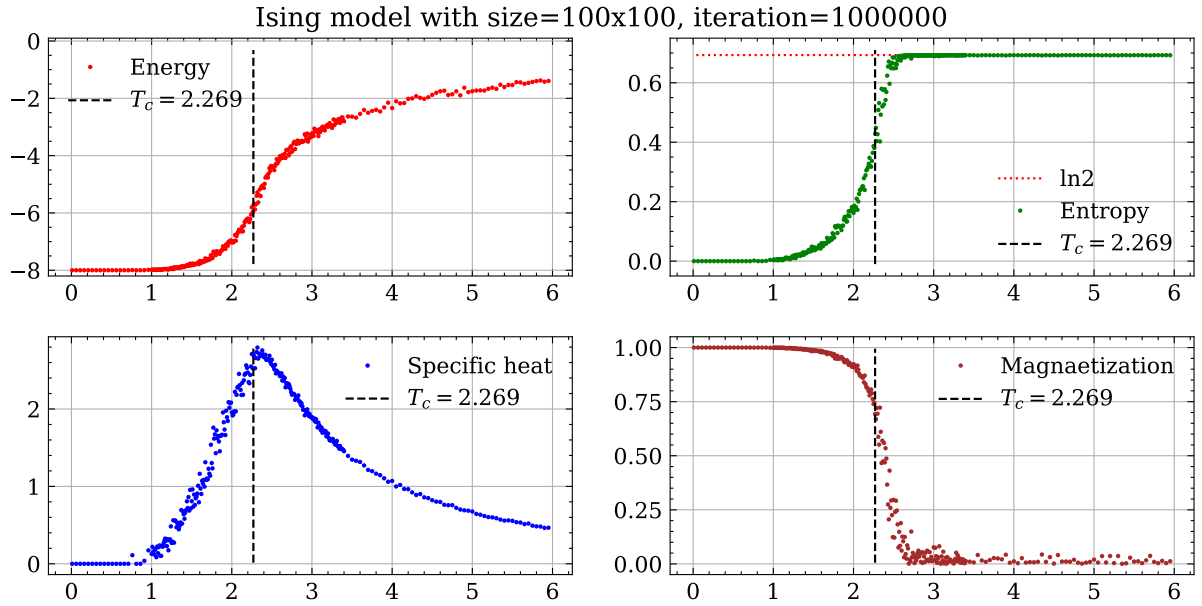 Ising model with size=100x100, iteration=1000000
0
−2
−4
−6
−8
Energy
T_c = 2.269
0 1 2 3 4 5 6
0.6
0.4
0.2
0.0
ln2
Entropy
T_c = 2.269
0 1 2 3 4 5 6
2
1
0
Specific heat
T_c = 2.269
0 1 2 3 4 5 6
1.00
0.75
0.50
0.25
0.00
Magnaetization
T_c = 2.269
0 1 2 3 4 5 6